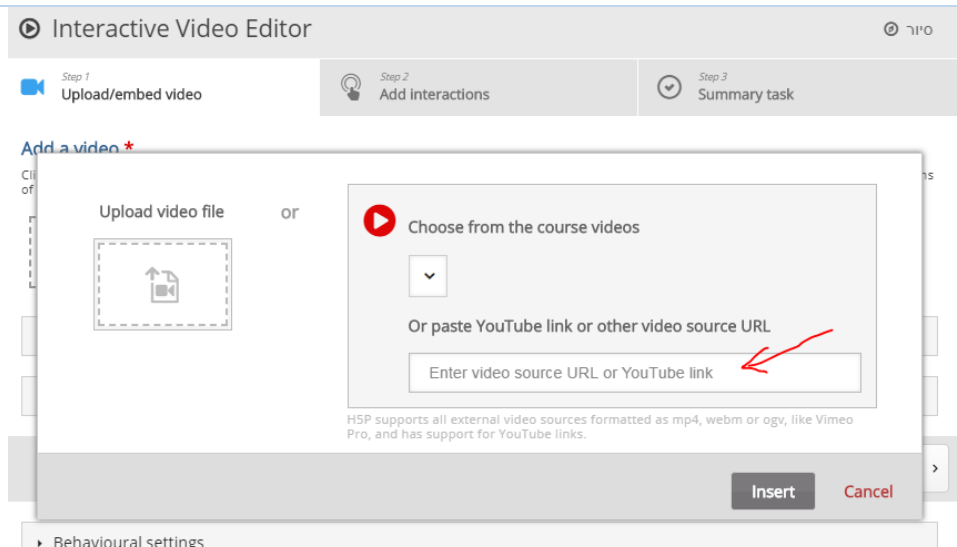 Interactive Video Editor
סיור
Step 1
Upload/embed video
Step 2
Add interactions
Step 3
Summary task
Add a video *
Cli
ns
of
Upload video file
or
Choose from the course videos
Or paste YouTube link or other video source URL
Enter video source URL or YouTube link
H5P supports all external video sources formatted as mp4, webm or ogv, like Vimeo
Pro, and has support for YouTube links.
Insert
Cancel
Behavioural settings